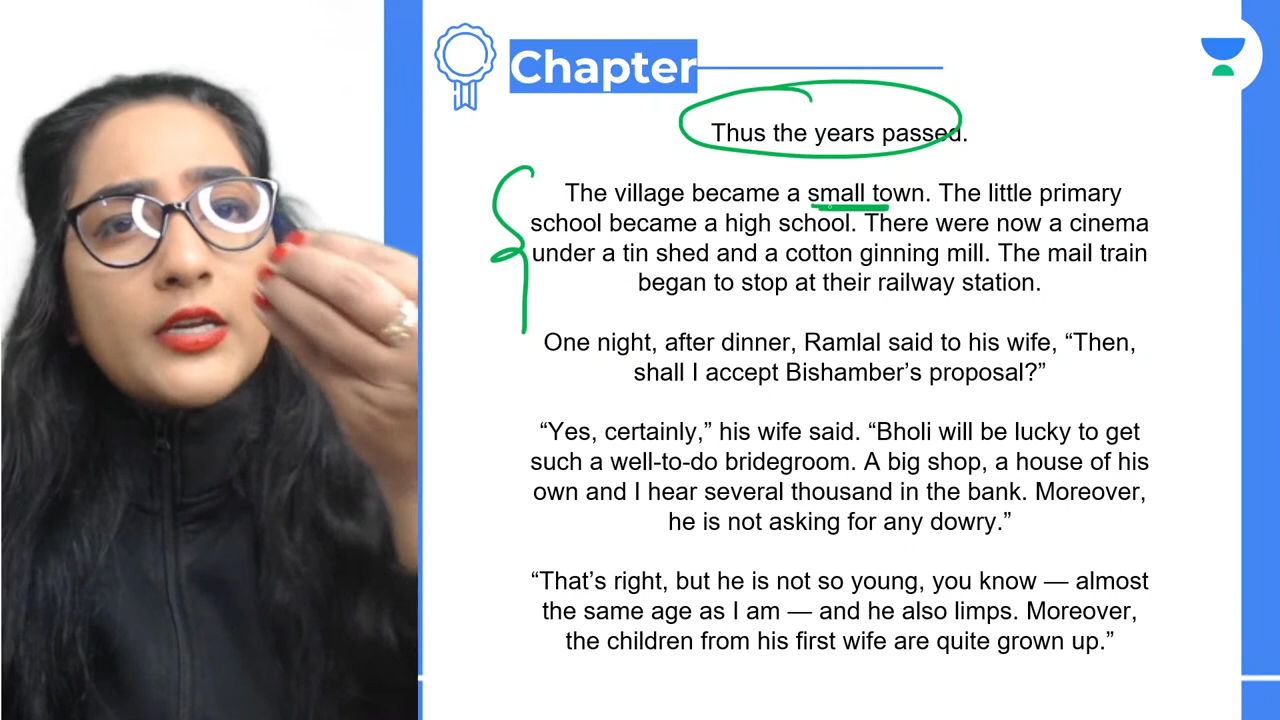 Chapter
Thus the years passed.
The village became a small town. The little primary
school became a high school. There were now a cinema
under a tin shed and a cotton ginning mill. The mail train
began to stop at their railway station.
One night, after dinner, Ramlal said to his wife, “Then,
shall I accept Bishamber’s proposal?”
“Yes, certainly,” his wife said. “Bholi will be lucky to get
such a well-to-do bridegroom. A big shop, a house of his
own and I hear several thousand in the bank. Moreover,
he is not asking for any dowry.”
“That’s right, but he is not so young, you know — almost
the same age as I am — and he also limps. Moreover,
the children from his first wife are quite grown up.”